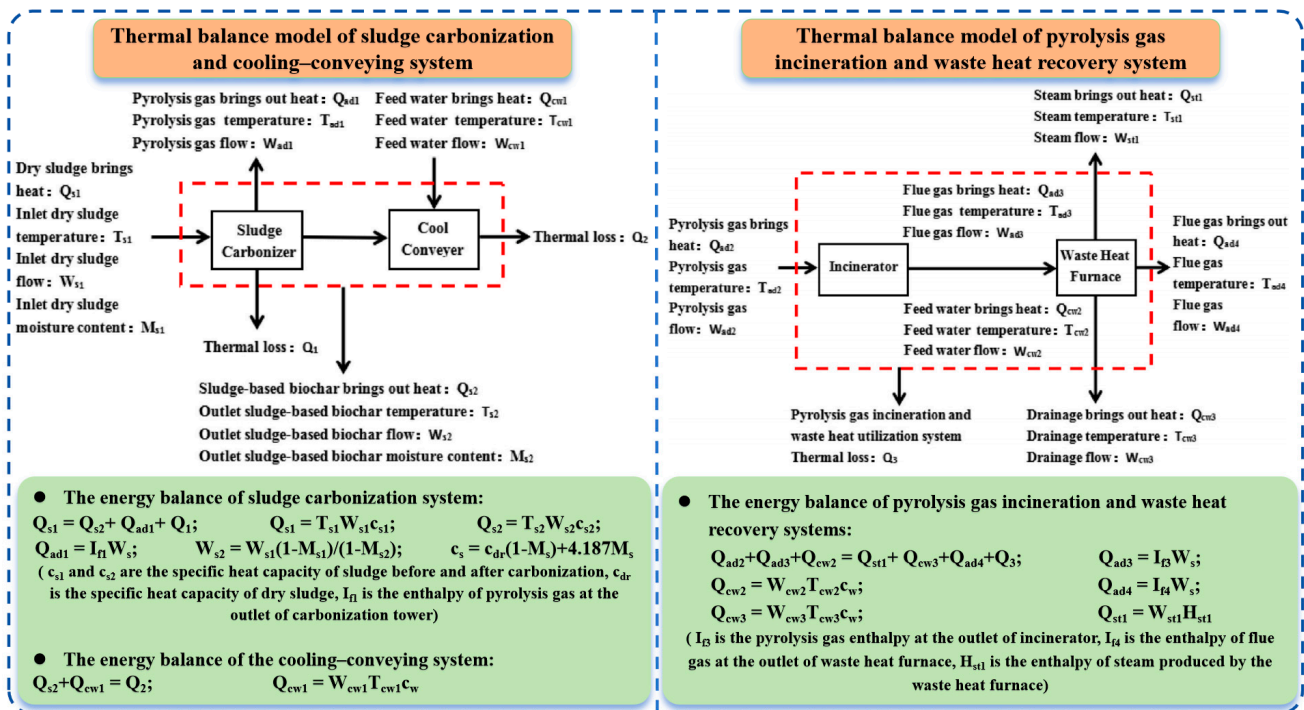 Thermal balance model of sludge carbonization
and cooling–conveying system
Pyrolysis gas brings out heat： Qad1
Pyrolysis gas temperature： Tad1
Pyrolysis gas flow： Wad1
Feed water brings heat： Qcw1
Feed water temperature： Tcw1
Feed water flow： Wcw1
Dry sludge brings
heat： Qs1
Inlet dry sludge
temperature： Ts1
Inlet dry sludge
flow： Ws1
Inlet dry sludge
moisture content： Ms1
Sludge
Carbonizer
Cool
Conveyer
Thermal loss： Q2
Thermal loss： Q1
Sludge-based biochar brings out heat： Qs2
Outlet sludge-based biochar temperature： Ts2
Outlet sludge-based biochar flow： Ws2
Outlet sludge-based biochar moisture content： Ms2
● The energy balance of sludge carbonization system:
Qs1 = Qs2+ Qad1+ Q1; Qs1 = Ts1Ws1cs1; Qs2 = Ts2Ws2cs2;
Qad1 = If1Ws; Ws2 = Ws1(1-Ms1)/(1-Ms2); cs = cdr(1-Ms)+4.187Ms
( cs1 and cs2 are the specific heat capacity of sludge before and after carbonization, cdr
is the specific heat capacity of dry sludge, If1 is the enthalpy of pyrolysis gas at the
outlet of carbonization tower)
● The energy balance of the cooling–conveying system:
Qs2+Qcw1 = Q2; Qcw1 = Wcw1Tcw1cw
Thermal balance model of pyrolysis gas
incineration and waste heat recovery system
Steam brings out heat： Qst1
Steam temperature： Tst1
Steam flow： Wst1
Flue gas brings heat： Qad3
Flue gas temperature： Tad3
Flue gas flow： Wad3
Pyrolysis gas brings
heat： Qad2
Pyrolysis gas
temperature： Tad2
Pyrolysis gas
flow： Wad2
Incinerator
Waste Heat
Furnace
Flue gas brings out
heat： Qad4
Flue gas
temperature： Tad4
Flue gas
flow： Wad4
Feed water brings heat： Qcw2
Feed water temperature： Tcw2
Feed water flow： Wcw2
Pyrolysis gas incineration and
waste heat utilization system
Thermal loss： Q3
Drainage brings out heat： Qcw3
Drainage temperature： Tcw3
Drainage flow： Wcw3
● The energy balance of pyrolysis gas incineration and waste heat
recovery systems:
Qad2+Qad3+Qcw2 = Qst1+ Qcw3+Qad4+Q3; Qad3 = If3Ws;
Qcw2 = Wcw2Tcw2cw; Qad4 = If4Ws;
Qcw3 = Wcw3Tcw3cw; Qst1 = Wst1Hst1
( If3 is the pyrolysis gas enthalpy at the outlet of incinerator, If4 is the enthalpy of flue
gas at the outlet of waste heat furnace, Hst1 is the enthalpy of steam produced by the
waste heat furnace)